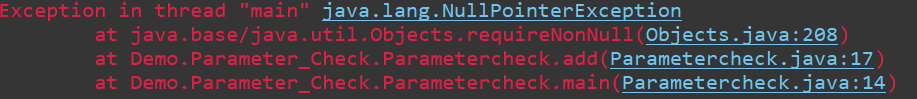 Exception in thread "main" java.lang.NullPointerException
at java.base/java.util.Objects.requireNonNull(Objects.java:208)
at Demo.Parameter_Check.Parametercheck.add(Parametercheck.java:17)
at Demo.Parameter_Check.Parametercheck.main(Parametercheck.java:14)